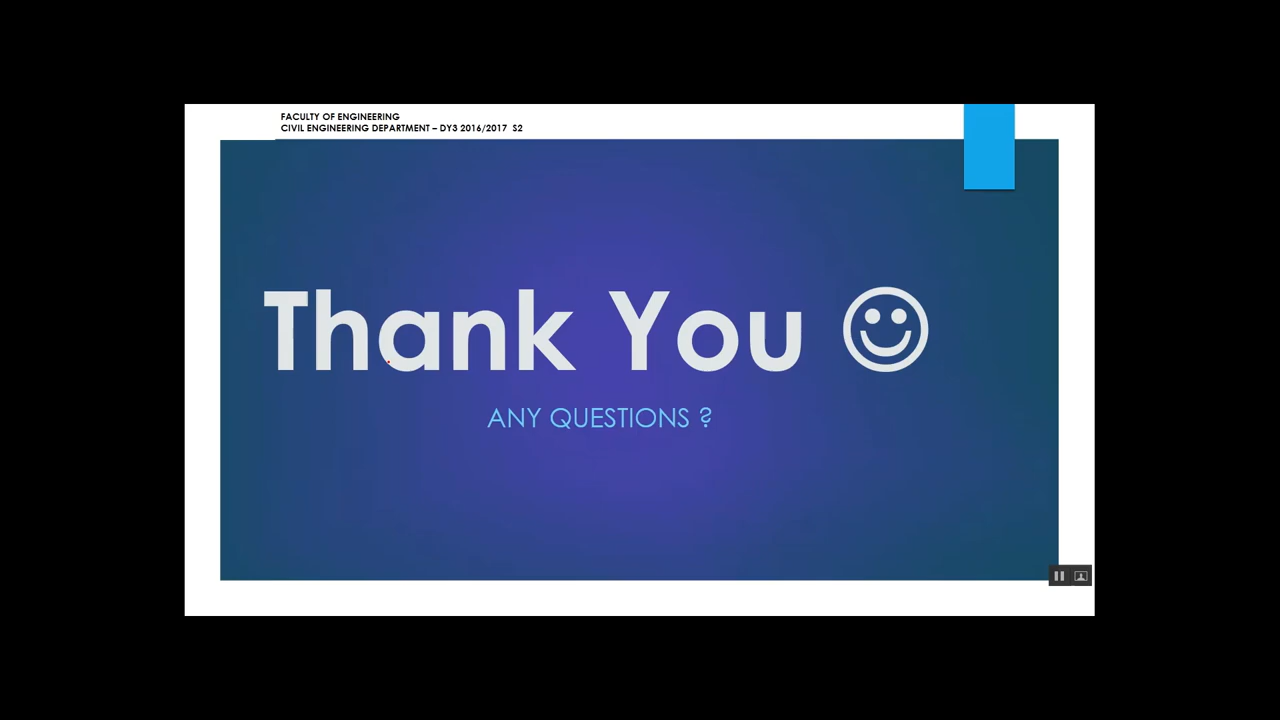 FACULTY OF ENGINEERING
CIVIL ENGINEERING DEPARTMENT – DY3 2016/2017 S2
Thank You ☺
ANY QUESTIONS ?